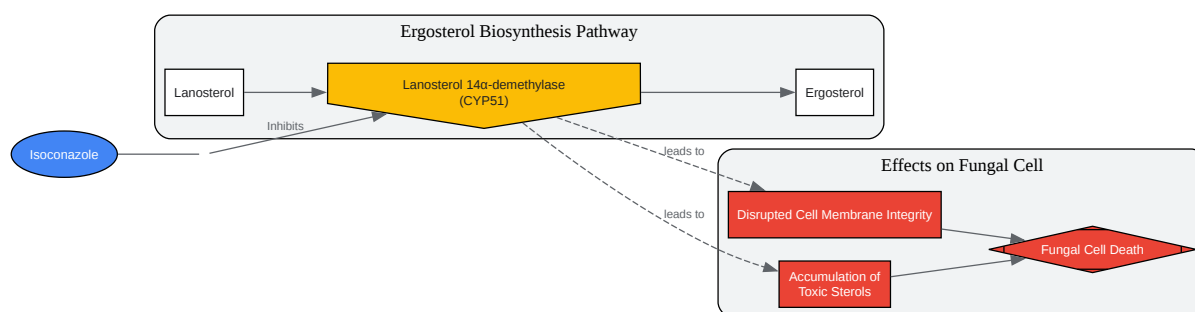 Ergosterol Biosynthesis Pathway
Lanosterol
Lanosterol 14α-demethylase
(CYP51)
Ergosterol
Inhibits
Isoconazole
leads to
Effects on Fungal Cell
Disrupted Cell Membrane Integrity
leads to
Fungal Cell Death
Accumulation of
Toxic Sterols